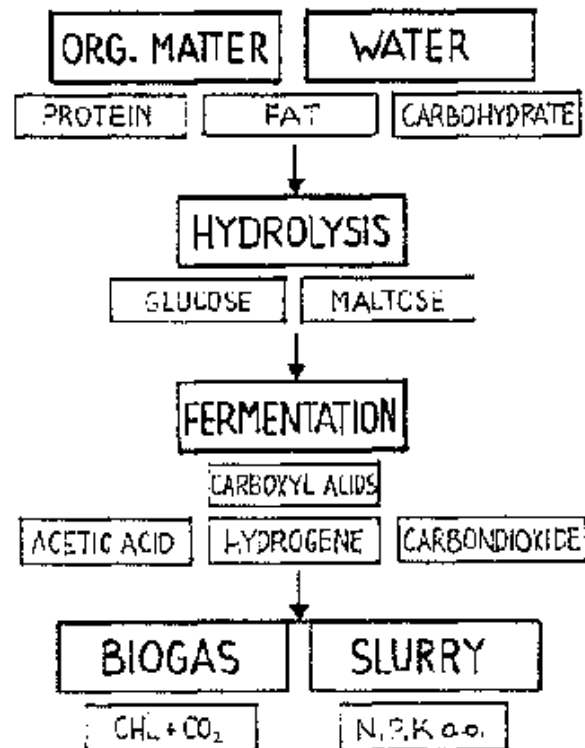 ORG. MATTER WATER
PROTEIN FAT CARBOHYDRATE
HYDROLYSIS
GLUCOSE MALTOSE
FERMENTATION
CARBOXYL ACIDS
ACETIC ACID HYDROGENE CARBONDIOXIDE
BIOGAS SLURRY
CH₄ + CO₂ N, P, K a.o.